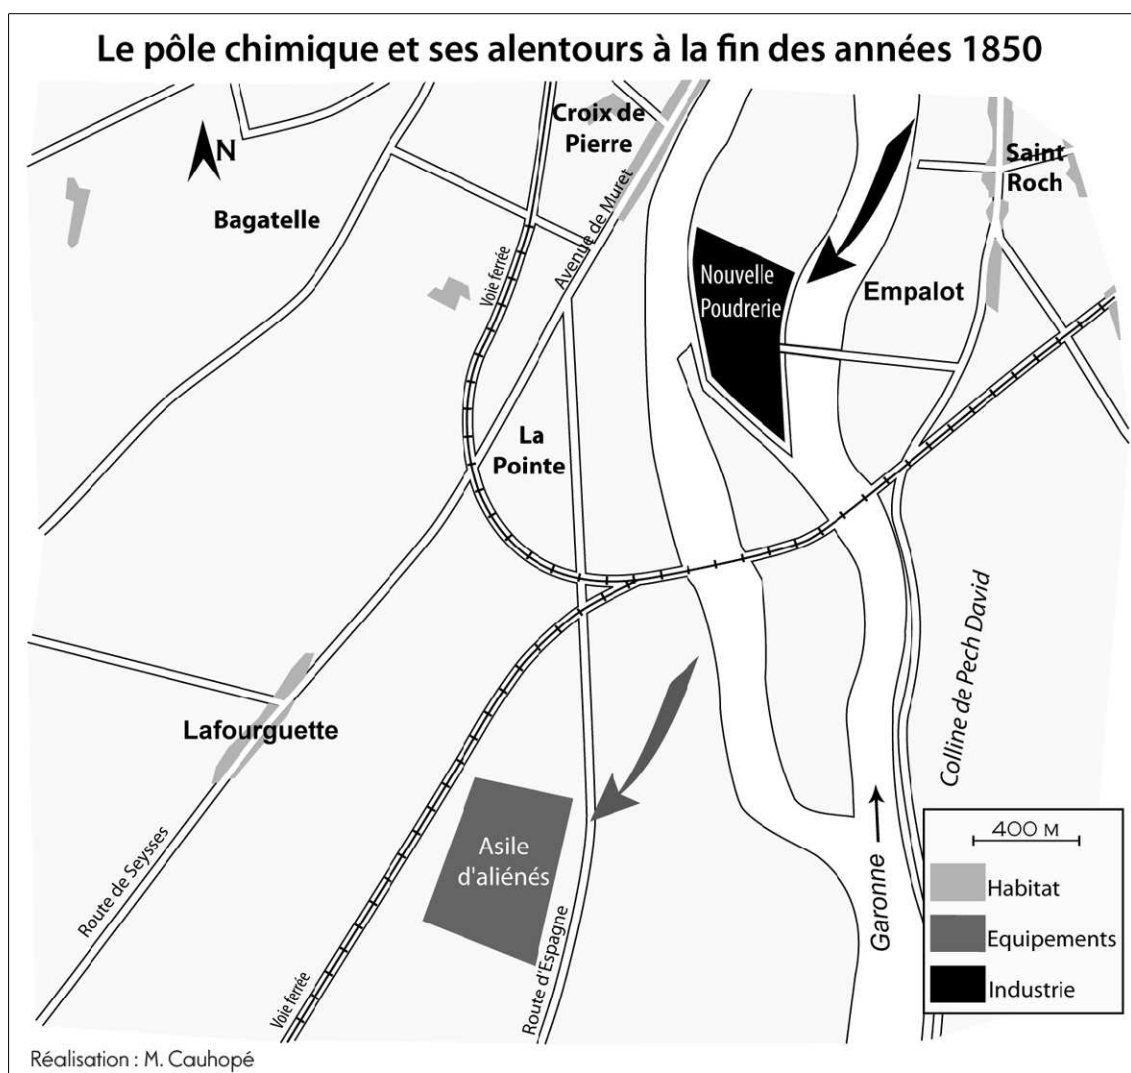 Le pôle chimique et ses alentours à la fin des années 1850
Croix de
Pierre
N
Saint
Roch
Bagatelle
Avenue de Muret
Voie ferrée
Nouvelle
Poudrerie
Empalot
La
Pointe
Colline de Pech David
Lafourguette
Asile
d'aliénés
Route de Seysses
Route d'Espagne
Voie ferrée
Garonne
400 M
Habitat
Equipements
Industrie
Réalisation : M. Cauhopé